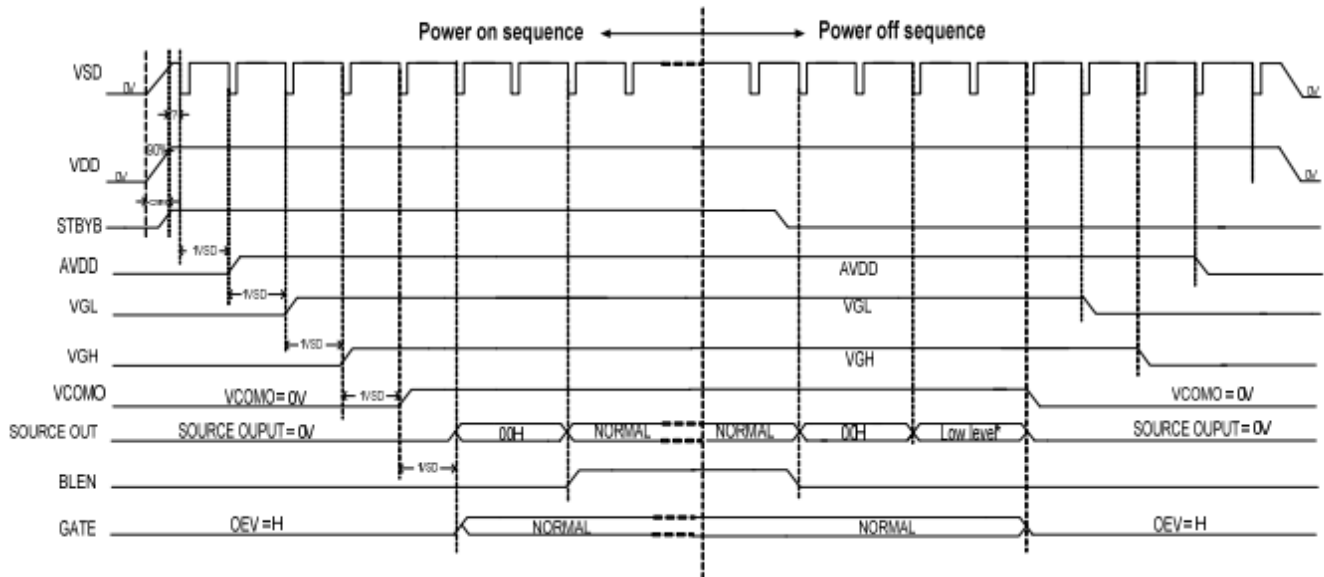 Power on sequence Power off sequence
VSD 0V 0V
VDD 0V 90% 0V
STBYB
1VSD
AVDD AVDD
1VSD
VGL VGL
1VSD
VGH VGH
VCOMO VCOMO = 0V 1VSD VCOMO = 0V
SOURCE OUT SOURCE OUPUT = 0V 00H NORMAL NORMAL 00H Low level* SOURCE OUPUT = 0V
1VSD
BLEN
GATE OEV = H NORMAL NORMAL OEV = H